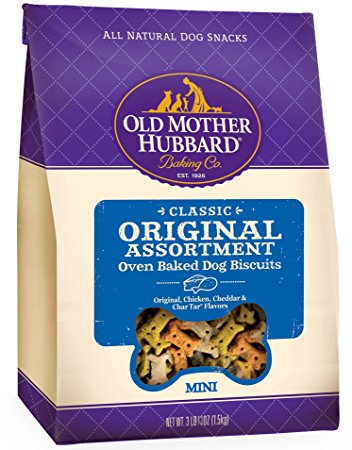 ALL NATURAL DOG SNACKS
OLD MOTHER
HUBBARD®
Baking Co.
EST. 1926
CLASSIC
ORIGINAL
ASSORTMENT
Oven Baked Dog Biscuits
Original, Chicken, Cheddar &
Char Tar® Flavors
MINI
NET WT. 3 LB 13 OZ (1.5kg)